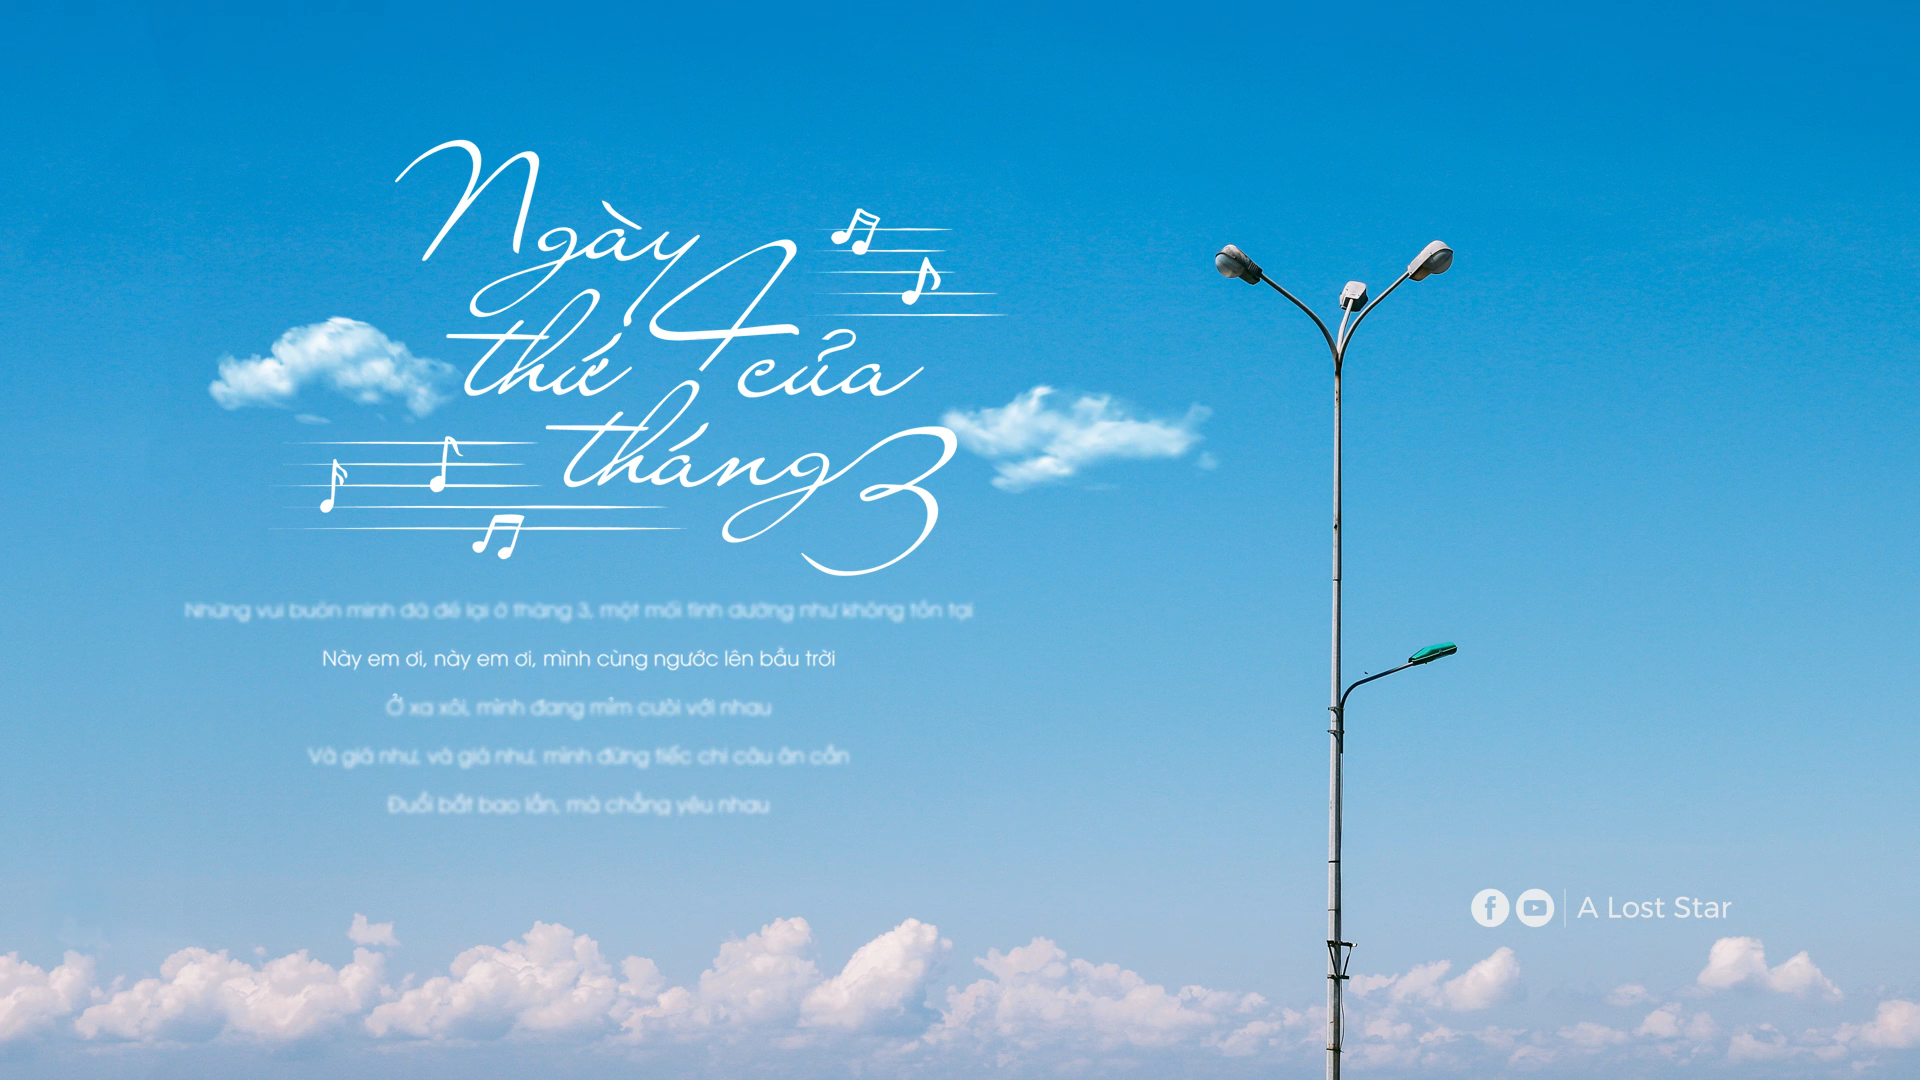 Ngày
thứ 4 của
tháng 3
Những vui buồn mình đã để lại ở tháng 3, một mối tình dường như không tồn tại
Này em ơi, này em ơi, mình cùng ngước lên bầu trời
Ở xa xôi, mình đang mỉm cười với nhau
Và giá như, và giá như, mình đừng tiếc chi câu ân cần
Đuổi bắt bao lần, mà chẳng yêu nhau
A Lost Star